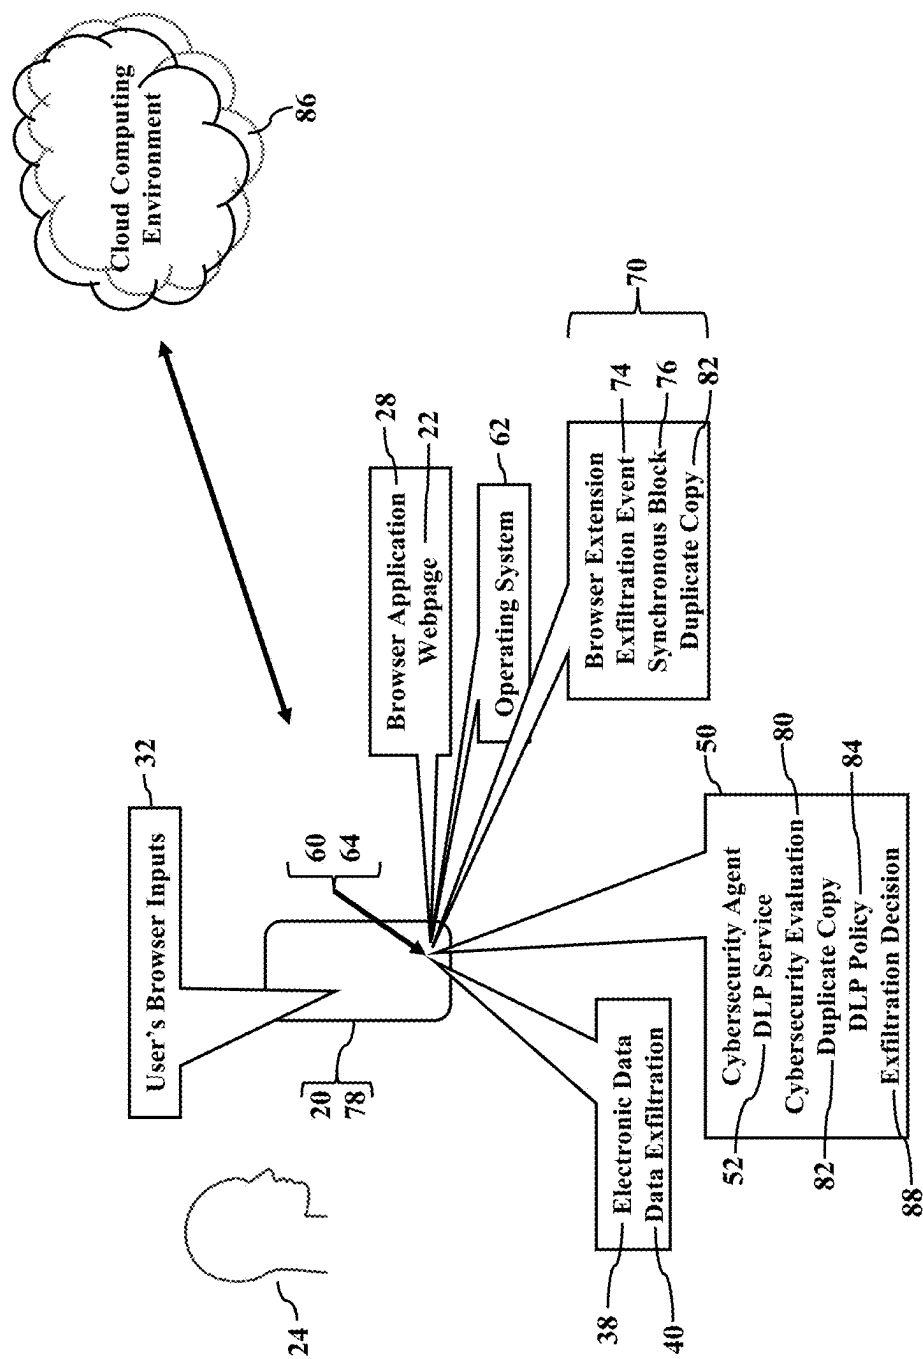 24
User's Browser Inputs
32
Cloud Computing
Environment
86
20
78
60
64
Browser Application
28
Webpage
22
Operating System
62
38
Electronic Data
40
Data Exfiltration
Browser Extension
Exfiltration Event
74
Synchronous Block
76
Duplicate Copy
82
70
Cybersecurity Agent
50
52
DLP Service
Cybersecurity Evaluation
80
82
Duplicate Copy
DLP Policy
84
88
Exfiltration Decision